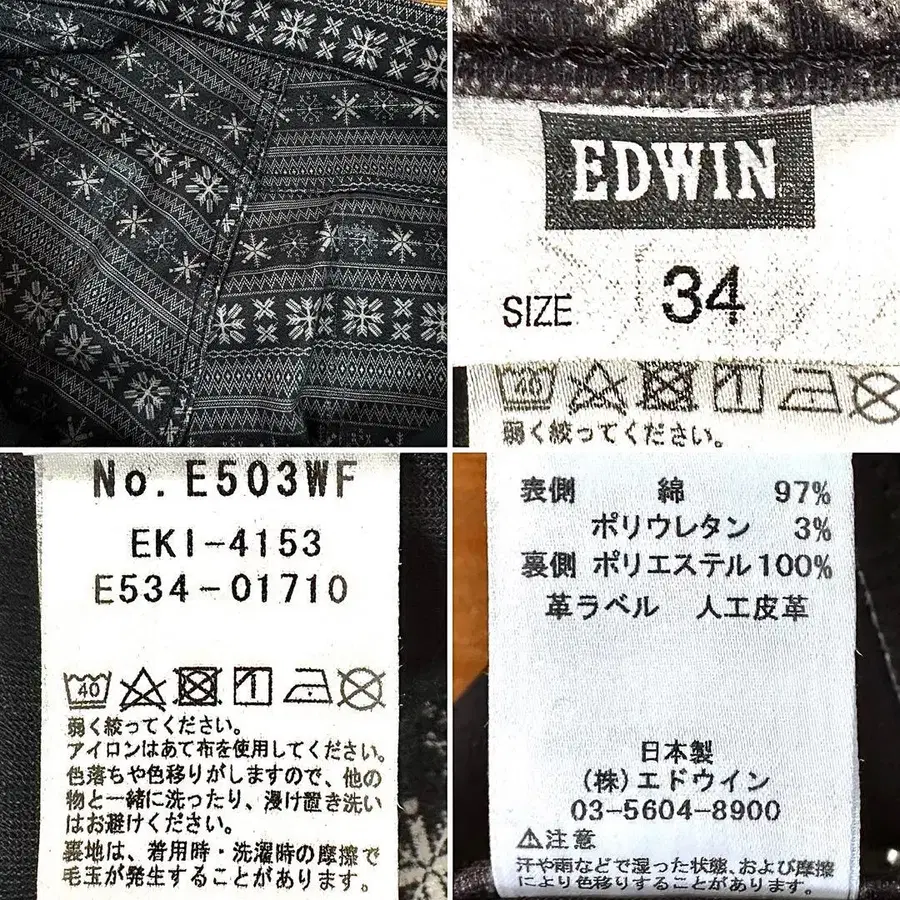 EDWIN
SIZE 34
40
弱く絞ってください。
No. E503WF
EKI-4153
E534-01710
40
弱く絞ってください。
アイロンはあて布を使用してください。
色落ちや色移りがしますので、他の
物と一緒に洗ったり、漫け置き洗い
はお避けください。
裏地は、着用時・洗濯時の摩擦で
毛玉が発生することがあります。
表側 綿 97%
ポリウレタン 3%
裏側 ポリエステル 100%
革ラベル 人工皮革
日本製
(株)エドウイン
03-5604-8900
⚠注意
汗や雨などで湿った状態、および摩擦
により色移りすることがあります。